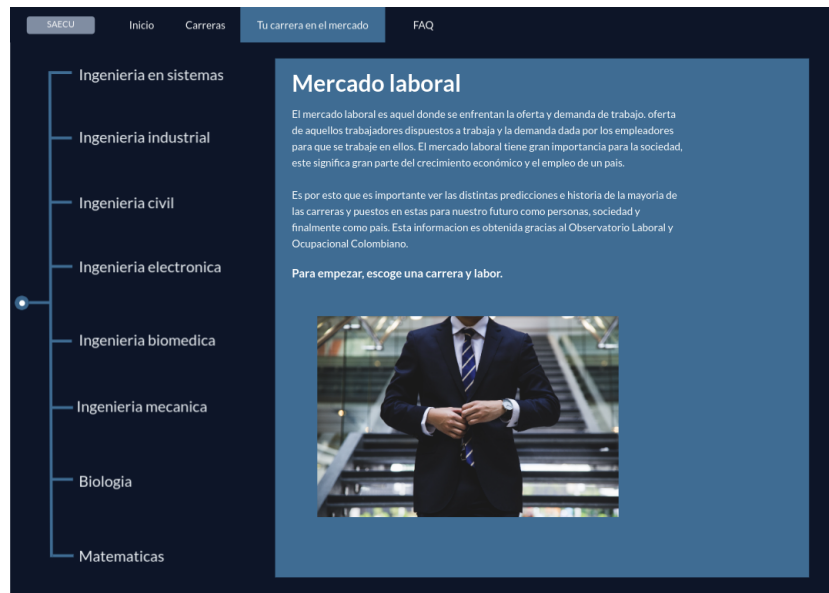 SAECU
Inicio
Carreras
Tu carrera en el mercado
FAQ
Ingenieria en sistemas
Ingenieria industrial
Ingenieria civil
Ingenieria electronica
Ingenieria biomedica
Ingenieria mecanica
Biologia
Matematicas
Mercado laboral
El mercado laboral es aquel donde se enfrentan la oferta y demanda de trabajo. oferta
de aquellos trabajadores dispuestos a trabaja y la demanda dada por los empleadores
para que se trabaje en ellos. El mercado laboral tiene gran importancia para la sociedad,
este significa gran parte del crecimiento económico y el empleo de un pais.
Es por esto que es importante ver las distintas predicciones e historia de la mayoria de
las carreras y puestos en estas para nuestro futuro como personas, sociedad y
finalmente como pais. Esta informacion es obtenida gracias al Observatorio Laboral y
Ocupacional Colombiano.
Para empezar, escoge una carrera y labor.